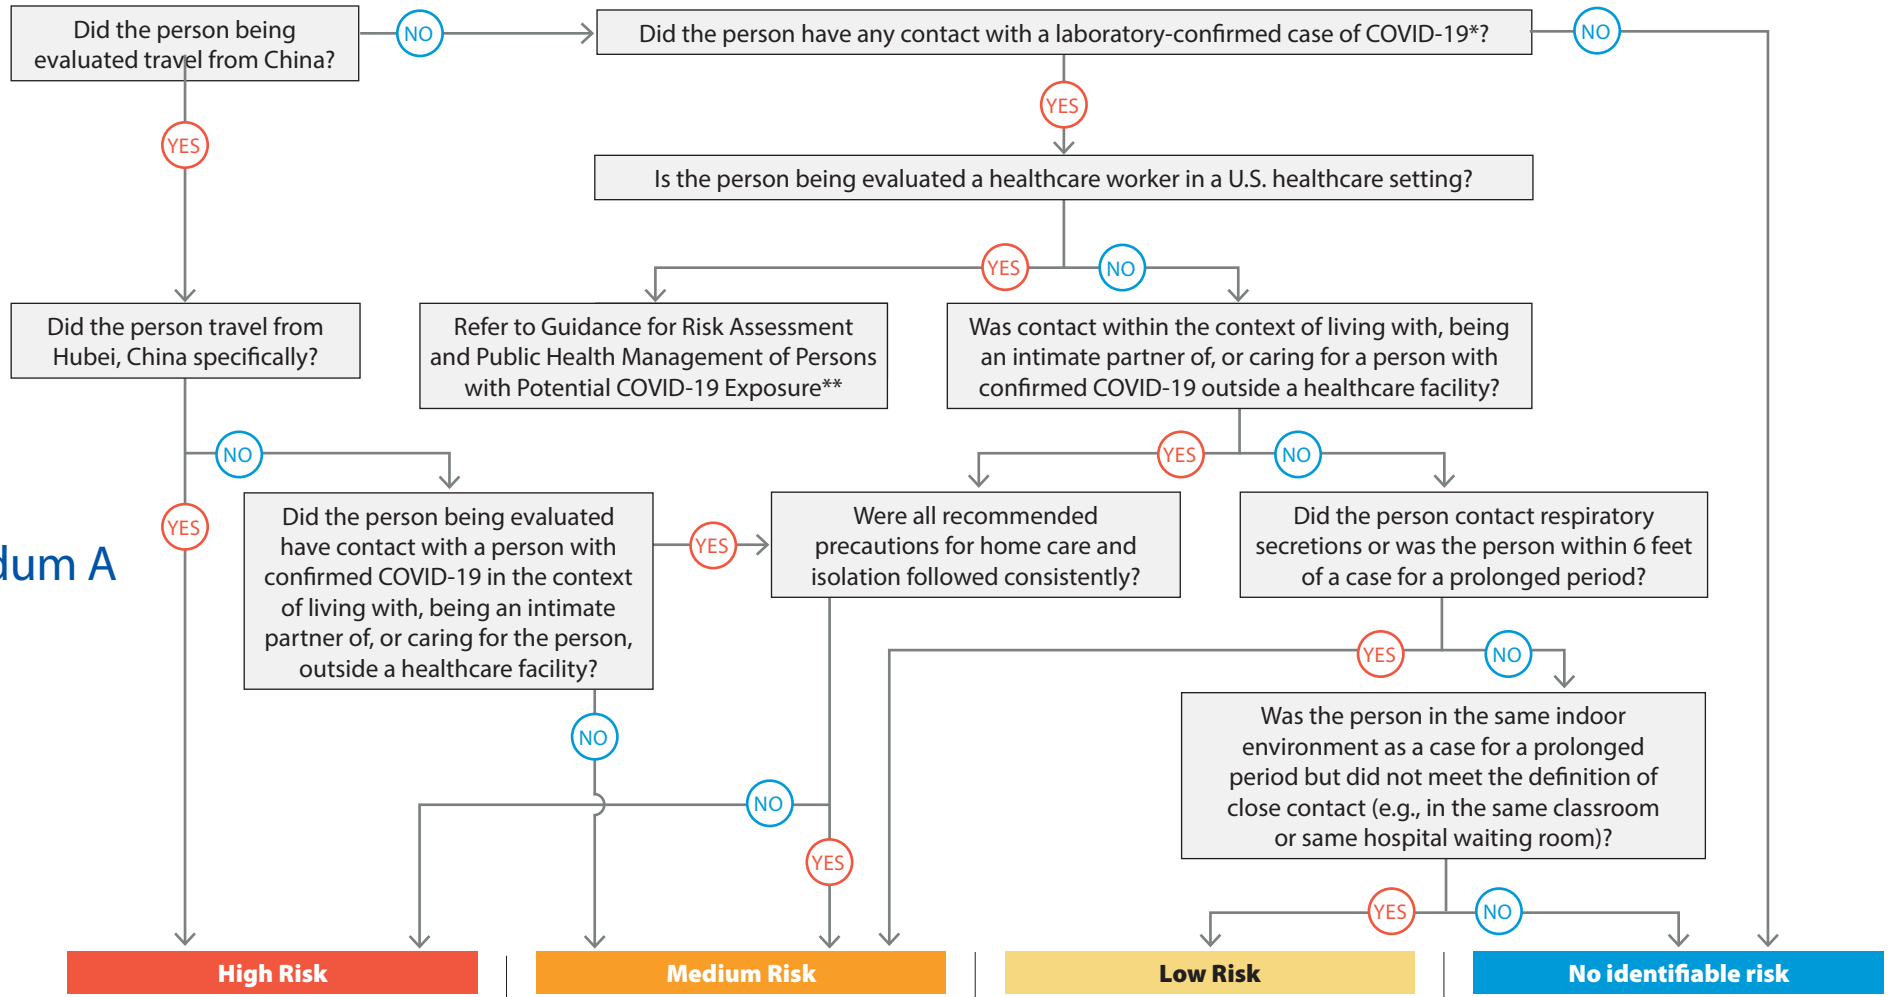 Did the person being
evaluated travel from China?
NO
Did the person have any contact with a laboratory-confirmed case of COVID-19*?
NO
YES
YES
Is the person being evaluated a healthcare worker in a U.S. healthcare setting?
YES
NO
Did the person travel from
Hubei, China specifically?
Refer to Guidance for Risk Assessment
and Public Health Management of Persons
with Potential COVID-19 Exposure**
Was contact within the context of living with, being
an intimate partner of, or caring for a person with
confirmed COVID-19 outside a healthcare facility?
NO
YES
YES
NO
dum A
Did the person being evaluated
have contact with a person with
confirmed COVID-19 in the context
of living with, being an intimate
partner of, or caring for the person,
outside a healthcare facility?
YES
Were all recommended
precautions for home care and
isolation followed consistently?
Did the person contact respiratory
secretions or was the person within 6 feet
of a case for a prolonged period?
YES
NO
NO
Was the person in the same indoor
environment as a case for a prolonged
period but did not meet the definition of
close contact (e.g., in the same classroom
or same hospital waiting room)?
NO
YES
YES
NO
High Risk
Medium Risk
Low Risk
No identifiable risk